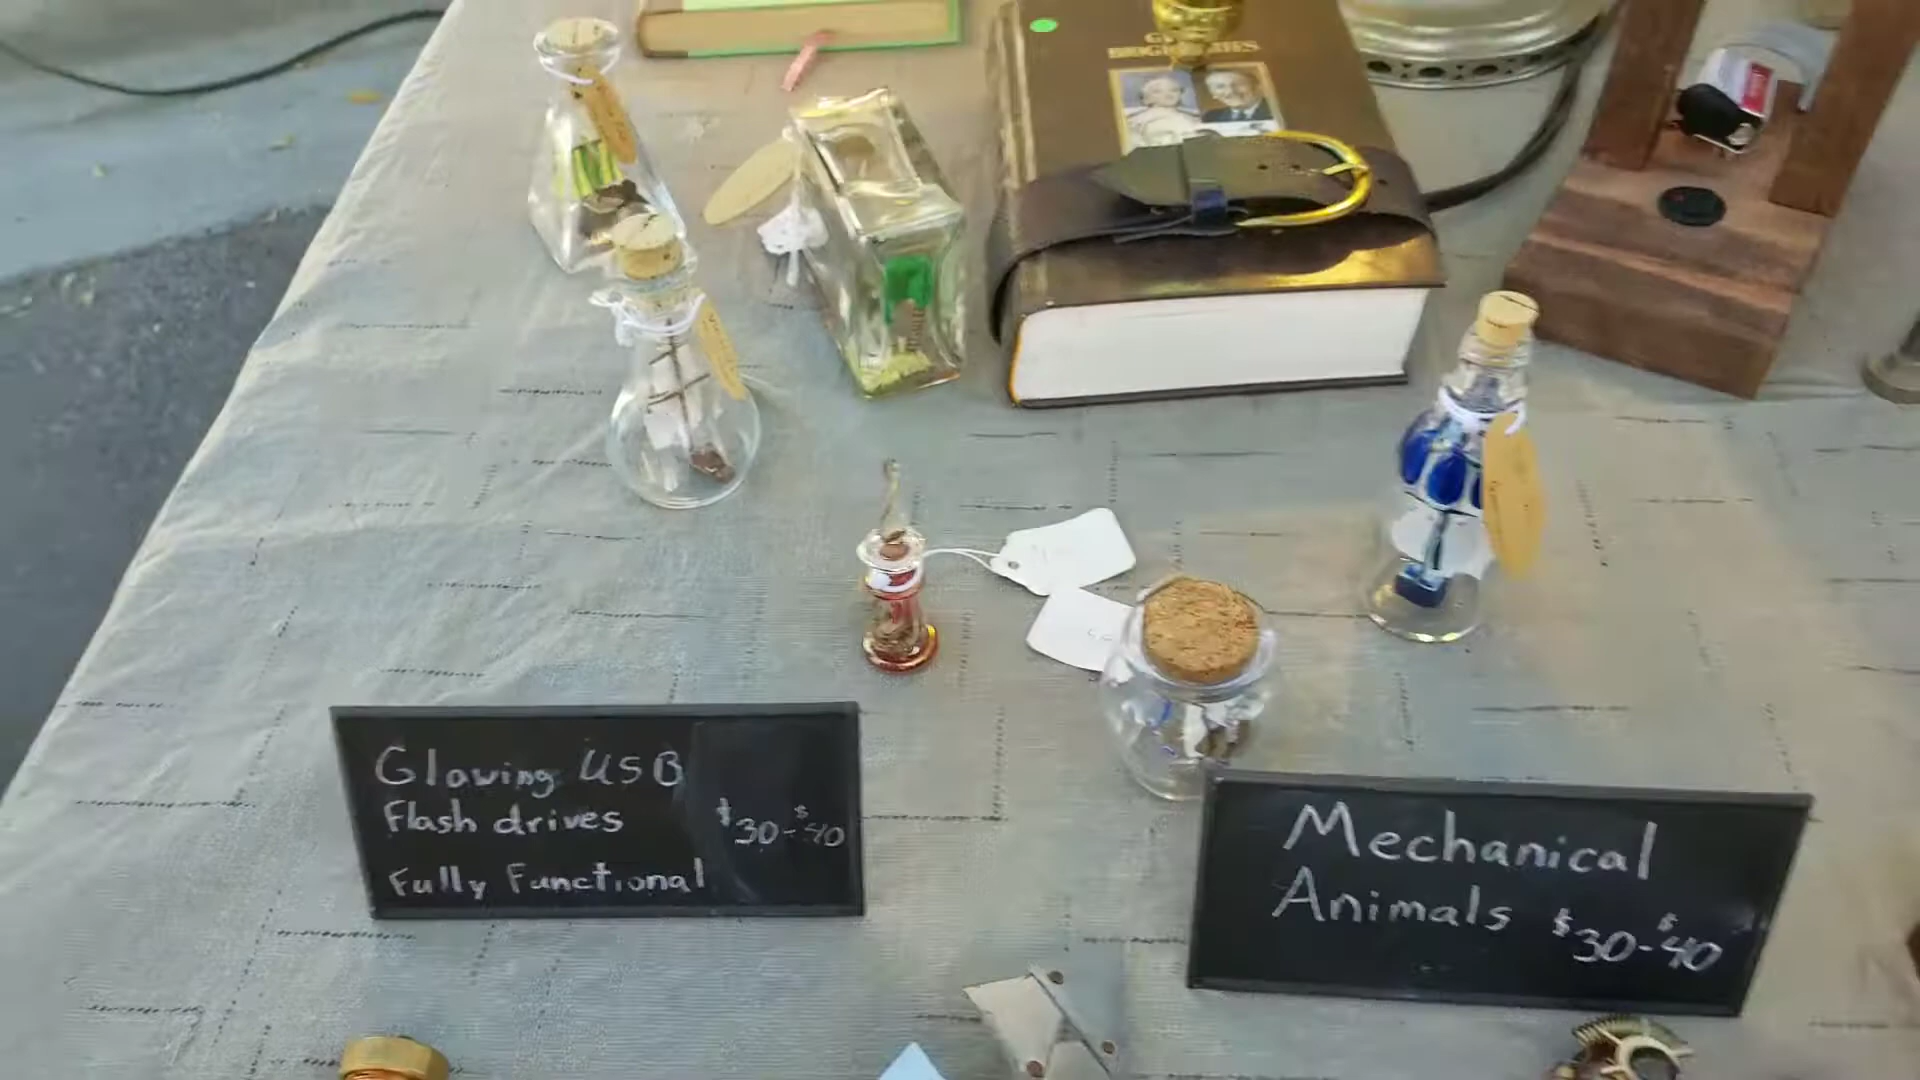 Glowing USB
Flash drives $30-$40
Fully Functional
Mechanical
Animals $30-$40